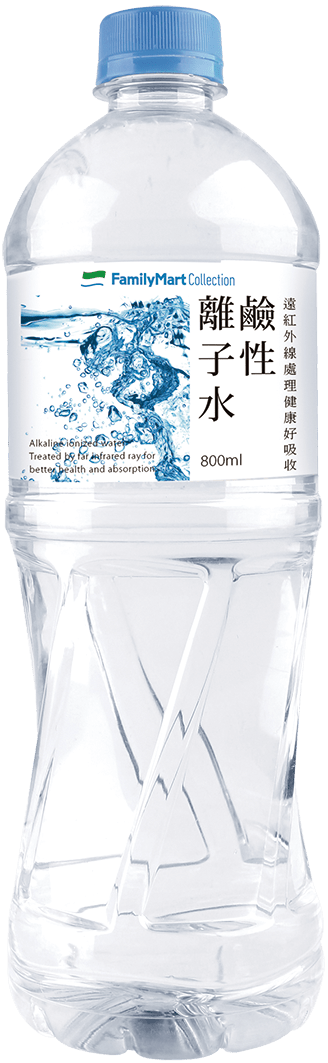 FamilyMart Collection
鹼性
離子水
遠紅外線處理健康好吸收
Alkaline ionized water
Treated by far infrared ray for
better health and absorption
800ml